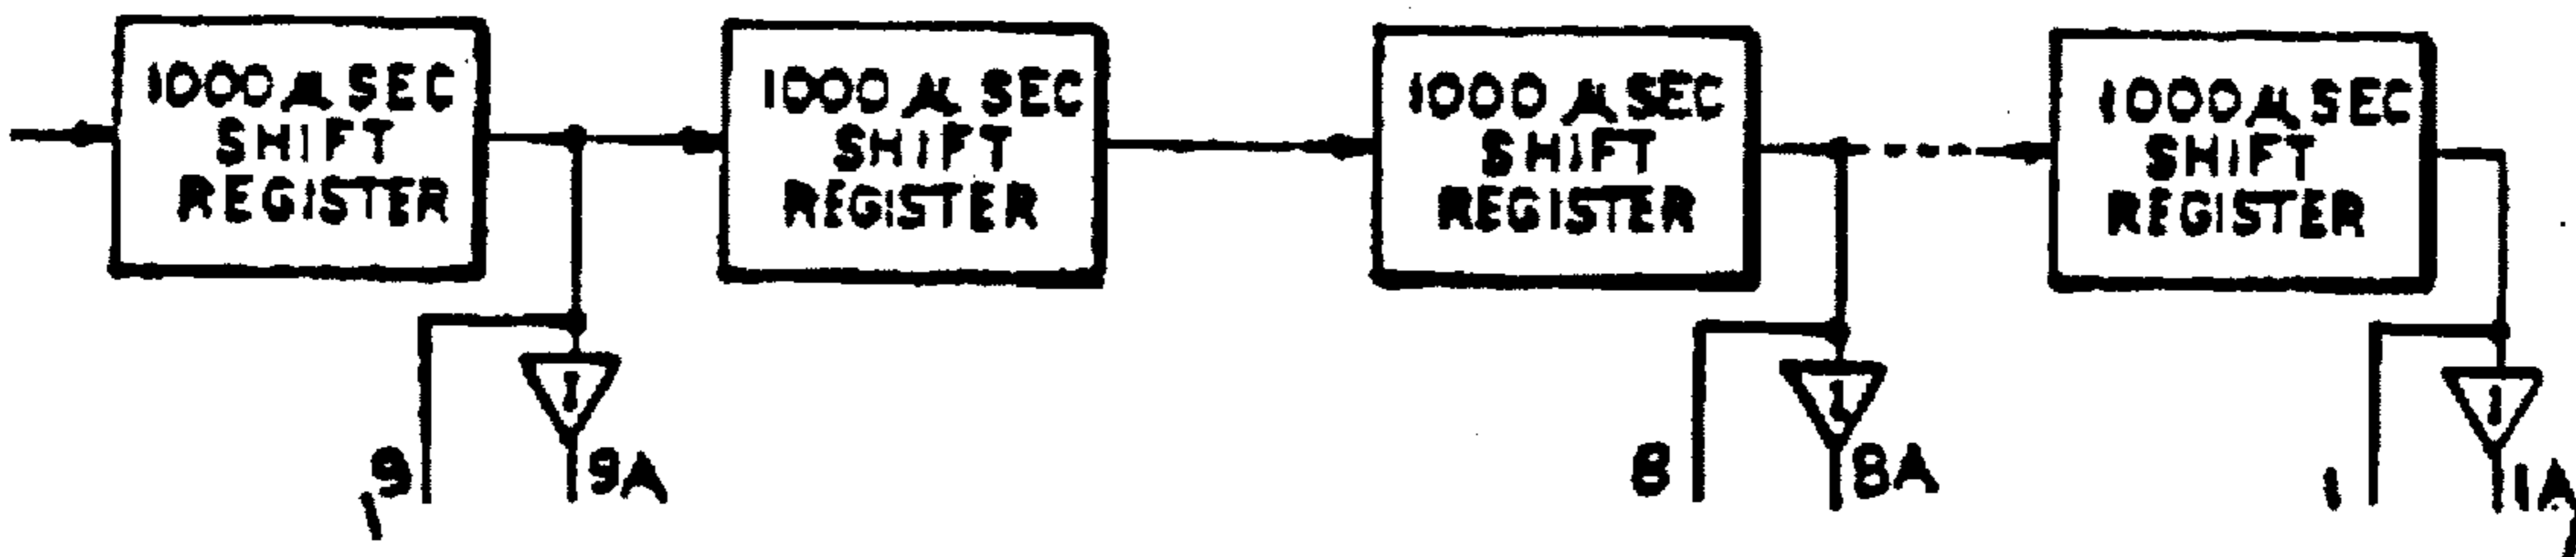 1000 μ SEC
SHIFT
REGISTER
1000 μ SEC
SHIFT
REGISTER
1000 μ SEC
SHIFT
REGISTER
1000 μ SEC
SHIFT
REGISTER
I
I
I
9
9A
8
8A
1
1A